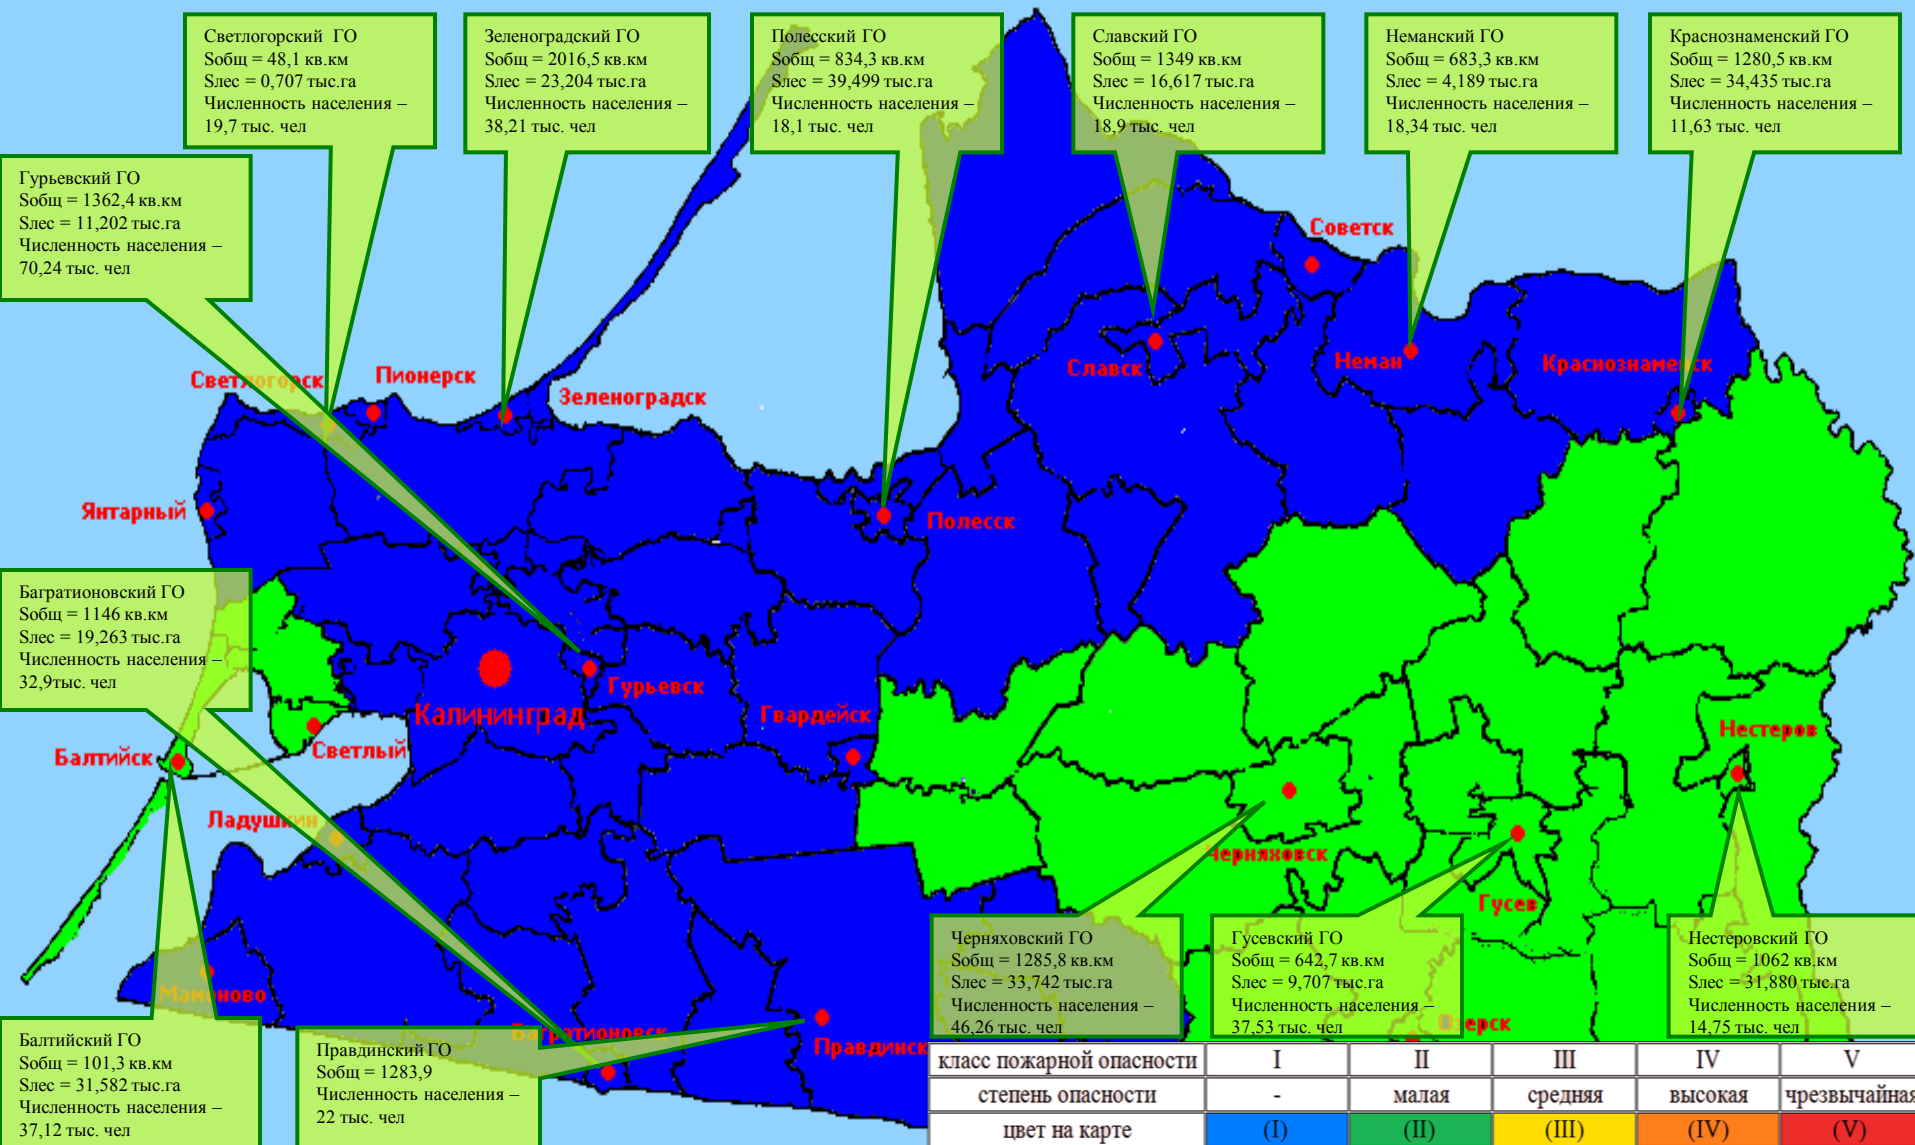 Светлогорский ГО
Sобщ = 48,1 кв.км
Sлес = 0,707 тыс.га
Численность населения –
19,7 тыс. чел
Зеленоградский ГО
Sобщ = 2016,5 кв.км
Sлес = 23,204 тыс.га
Численность населения –
38,21 тыс. чел
Полесский ГО
Sобщ = 834,3 кв.км
Sлес = 39,499 тыс.га
Численность населения –
18,1 тыс. чел
Славский ГО
Sобщ = 1349 кв.км
Sлес = 16,617 тыс.га
Численность населения –
18,9 тыс. чел
Неманский ГО
Sобщ = 683,3 кв.км
Sлес = 4,189 тыс.га
Численность населения –
18,34 тыс. чел
Краснознаменский ГО
Sобщ = 1280,5 кв.км
Sлес = 34,435 тыс.га
Численность населения –
11,63 тыс. чел
Гурьевский ГО
Sобщ = 1362,4 кв.км
Sлес = 11,202 тыс.га
Численность населения –
70,24 тыс. чел
Советск
Славск
Неман
Краснознаменск
Светлогорск
Пионерск
Зеленоградск
Янтарный
Полесск
Багратионовский ГО
Sобщ = 1146 кв.км
Sлес = 19,263 тыс.га
Численность населения –
32,9тыс. чел
Гурьевск
Калининград
Гвардейск
Нестеров
Балтийск
Светлый
Ладушкин
Черняховск
Гусев
Мамоново
Багратионовск
Правдинск
Озерск
Балтийский ГО
Sобщ = 101,3 кв.км
Sлес = 31,582 тыс.га
Численность населения –
37,12 тыс. чел
Правдинский ГО
Sобщ = 1283,9
Численность населения –
22 тыс. чел
Черняховский ГО
Sобщ = 1285,8 кв.км
Sлес = 33,742 тыс.га
Численность населения –
46,26 тыс. чел
Гусевский ГО
Sобщ = 642,7 кв.км
Sлес = 9,707 тыс.га
Численность населения –
37,53 тыс. чел
Нестеровский ГО
Sобщ = 1062 кв.км
Sлес = 31,880 тыс.га
Численность населения –
14,75 тыс. чел
класс пожарной опасности I II III IV V
степень опасности - малая средняя высокая чрезвычайная
цвет на карте (I) (II) (III) (IV) (V)